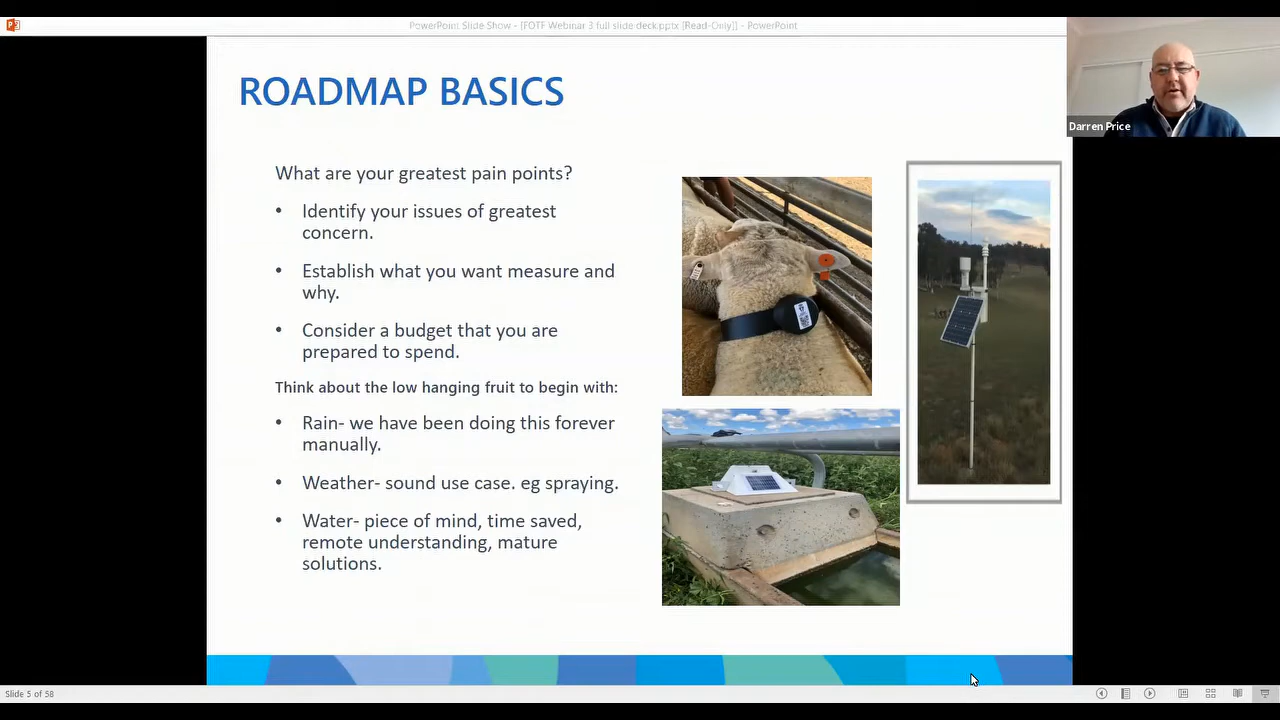 PowerPoint Slide Show - [FOTF Webinar 3 full slide deck.pptx [Read-Only]] - PowerPoint
ROADMAP BASICS
Darren Price
What are your greatest pain points?
• Identify your issues of greatest
concern.
• Establish what you want measure and
why.
• Consider a budget that you are
prepared to spend.
Think about the low hanging fruit to begin with:
• Rain- we have been doing this forever
manually.
• Weather- sound use case. eg spraying.
• Water- piece of mind, time saved,
remote understanding, mature
solutions.
Slide 5 of 58